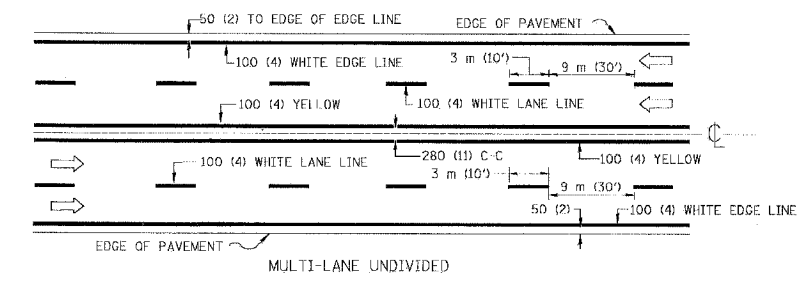 50 (2) TO EDGE OF EDGE LINE
EDGE OF PAVEMENT
100 (4) WHITE EDGE LINE
3 m (10')
9 m (30')
100 (4) YELLOW
100 (4) WHITE LANE LINE
℄
100 (4) WHITE LANE LINE
280 (11) C-C
100 (4) YELLOW
3 m (10')
9 m (30')
50 (2)
100 (4) WHITE EDGE LINE
EDGE OF PAVEMENT
MULTI-LANE UNDIVIDED